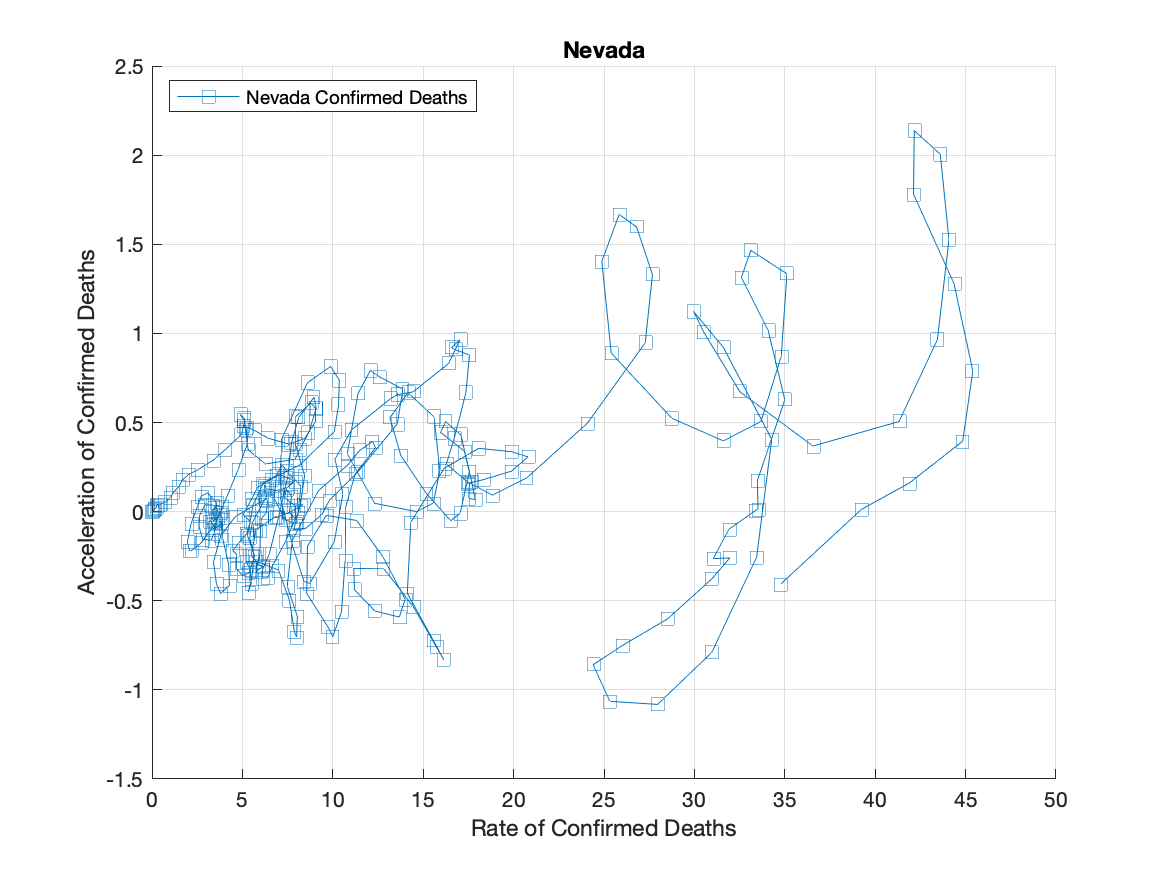 Nevada
Nevada Confirmed Deaths
2.5
2
1.5
1
0.5
0
-0.5
-1
-1.5
0 5 10 15 20 25 30 35 40 45 50
Rate of Confirmed Deaths
Acceleration of Confirmed Deaths